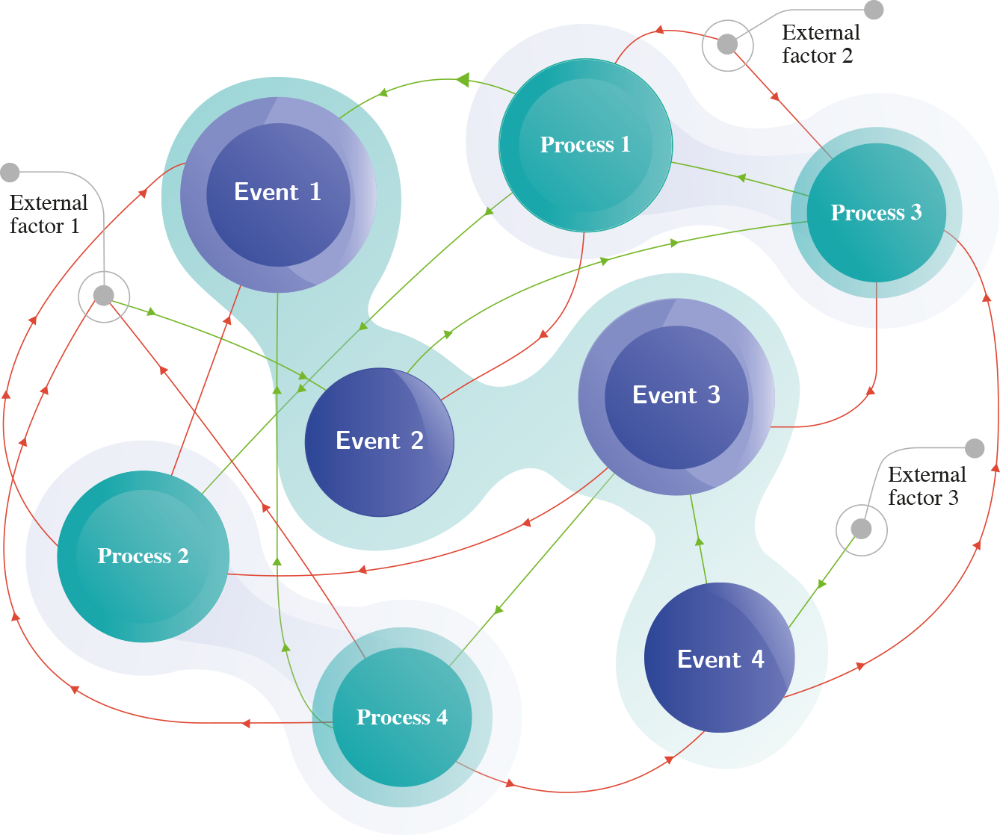 External
factor 2
Process 1
Event 1
External
factor 1
Process 3
Event 3
Event 2
External
factor 3
Process 2
Event 4
Process 4